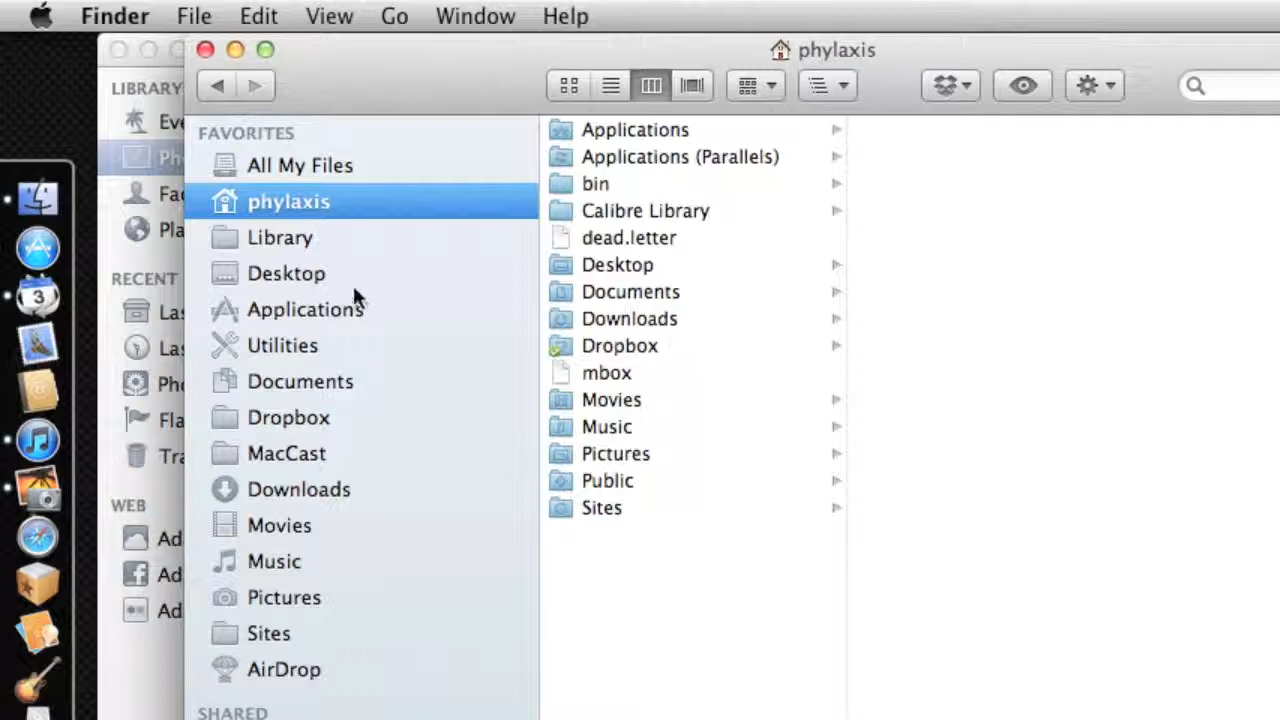 Finder File Edit View Go Window Help
phylaxis
LIBRARY
Eve
Pho
Fac
Pla
RECENT
Las
Las
Pho
Fla
Tra
WEB
Ad
Ad
Ad
3
FAVORITES
All My Files
phylaxis
Library
Desktop
Applications
Utilities
Documents
Dropbox
MacCast
Downloads
Movies
Music
Pictures
Sites
AirDrop
SHARED
Applications
Applications (Parallels)
bin
Calibre Library
dead.letter
Desktop
Documents
Downloads
Dropbox
mbox
Movies
Music
Pictures
Public
Sites